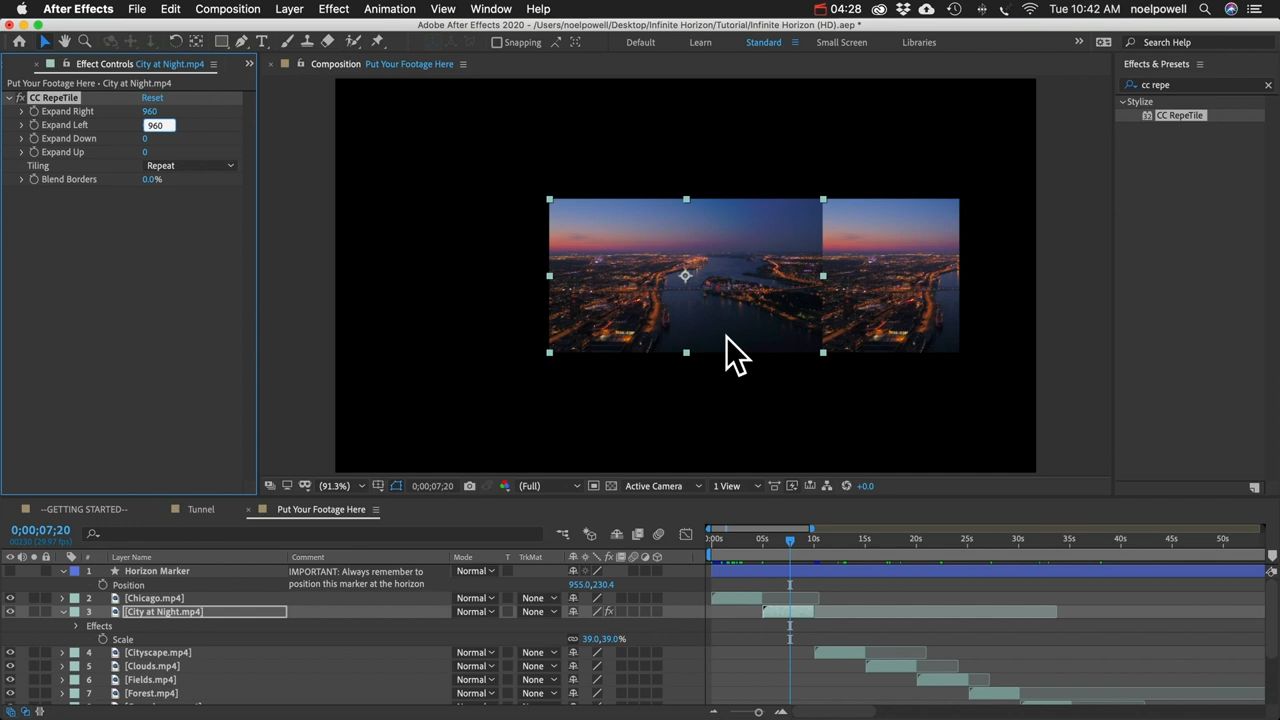 After Effects File Edit Composition Layer Effect Animation View Window Help 04:28 Tue 10:42 AM noelpowell
Adobe After Effects 2020 - /Users/noelpowell/Desktop/Infinite Horizon/Tutorial/Infinite Horizon (HD).aep *
Snapping Default Learn Standard Small Screen Libraries Search Help
Effect Controls City at Night.mp4 Composition Put Your Footage Here Effects & Presets
Put Your Footage Here • City at Night.mp4 cc repe
fx CC RepeTile Reset Stylize
Expand Right 960 CC RepeTile
Expand Left 960
Expand Down 0
Expand Up 0
Tiling Repeat
Blend Borders 0.0%
(91.3%) 0;00;07;20 (Full) Active Camera 1 View +0.0
--GETTING STARTED-- Tunnel Put Your Footage Here
0;00;07;20
00230 (29.97 fps) :00s 05s 10s 15s 20s 25s 30s 35s 40s 45s 50s
# Layer Name Comment Mode T TrkMat
1 Horizon Marker IMPORTANT: Always remember to Normal
Position position this marker at the horizon 955.0,230.4
2 [Chicago.mp4] Normal None
3 [City at Night.mp4] Normal None fx
Effects
Scale 39.0,39.0%
4 [Cityscape.mp4] Normal None
5 [Clouds.mp4] Normal None
6 [Fields.mp4] Normal None
7 [Forest.mp4] Normal None